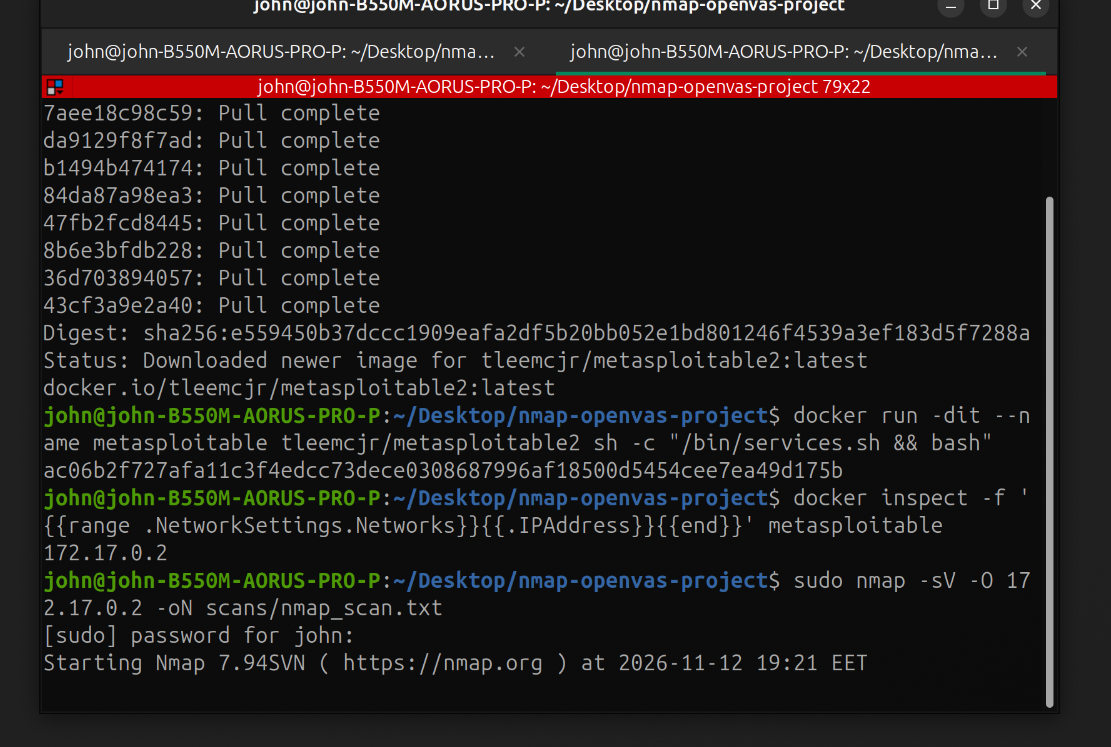 john@john-B550M-AORUS-PRO-P: ~/Desktop/nmap-openvas-project
john@john-B550M-AORUS-PRO-P: ~/Desktop/nma...
john@john-B550M-AORUS-PRO-P: ~/Desktop/nma...
john@john-B550M-AORUS-PRO-P: ~/Desktop/nmap-openvas-project 79x22
7aee18c98c59: Pull complete
da9129f8f7ad: Pull complete
b1494b474174: Pull complete
84da87a98ea3: Pull complete
47fb2fcd8445: Pull complete
8b6e3bfdb228: Pull complete
36d703894057: Pull complete
43cf3a9e2a40: Pull complete
Digest: sha256:e559450b37dccc1909eafa2df5b20bb052e1bd801246f4539a3ef183d5f7288a
Status: Downloaded newer image for tleemcjr/metasploitable2:latest
docker.io/tleemcjr/metasploitable2:latest
john@john-B550M-AORUS-PRO-P:~/Desktop/nmap-openvas-project$ docker run -dit --n
ame metasploitable tleemcjr/metasploitable2 sh -c "/bin/services.sh && bash"
ac06b2f727afa11c3f4edcc73dece0308687996af18500d5454cee7ea49d175b
john@john-B550M-AORUS-PRO-P:~/Desktop/nmap-openvas-project$ docker inspect -f '
{{range .NetworkSettings.Networks}}{{.IPAddress}}{{end}}' metasploitable
172.17.0.2
john@john-B550M-AORUS-PRO-P:~/Desktop/nmap-openvas-project$ sudo nmap -sV -O 17
2.17.0.2 -oN scans/nmap_scan.txt
[sudo] password for john:
Starting Nmap 7.94SVN ( https://nmap.org ) at 2026-11-12 19:21 EET